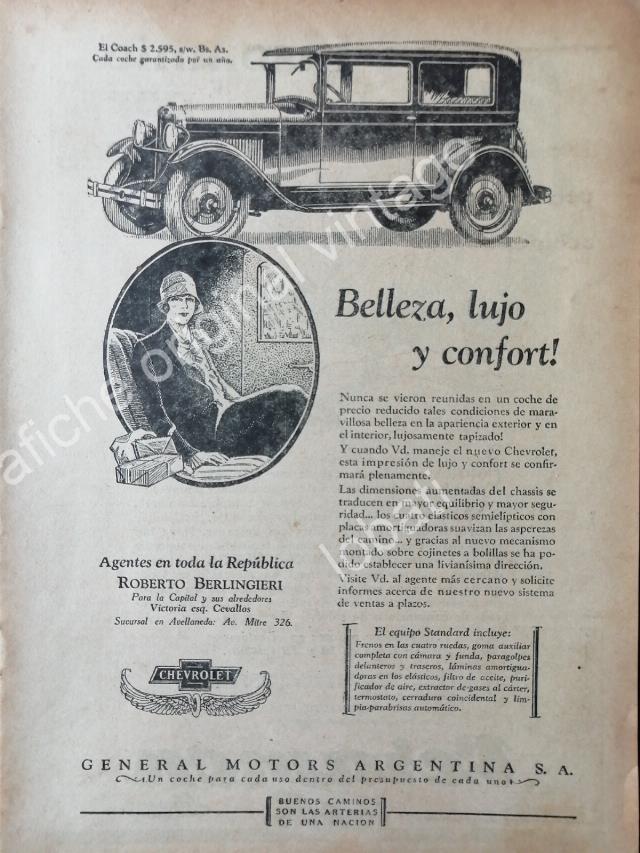 El Coach $ 2.595, s/w. Bs. As.
Cada coche garantizado por un año.
Belleza, lujo
y confort!
Nunca se vieron reunidas en un coche de
precio reducido tales condiciones de mara-
villosa belleza en la apariencia exterior y en
el interior, lujosamente tapizado!
Y cuando Vd. maneje el nuevo Chevrolet,
esta impresión de lujo y confort se confir-
mará plenamente.
Las dimensiones aumentadas del chassis se
traducen en mayor equilibrio y mayor segu-
ridad... los cuatro elásticos semielípticos con
placas amortiguadoras suavizan las asperezas
del camino... y gracias al nuevo mecanismo
montado sobre cojinetes a bolillas se ha po-
dido establecer una livianísima dirección.
Visite Vd. al agente más cercano y solicite
informes acerca de nuestro nuevo sistema
de ventas a plazos.
Agentes en toda la República
ROBERTO BERLINGIERI
Para la Capital y sus alrededores
Victoria esq. Cevallos
Sucursal en Avellaneda: Av. Mitre 326.
El equipo Standard incluye:
Frenos en las cuatro ruedas, goma auxiliar
completa con cámara y funda, paragolpes
delanteros y traseros, láminas amortigua-
doras en los elásticos, filtro de aceite, puri-
ficador de aire, extractor de gases al cárter,
termostato, cerradura coincidental y lim-
pia-parabrisas automático.
CHEVROLET
GENERAL MOTORS ARGENTINA S. A.
Un coche para cada uso dentro del presupuesto de cada uno
BUENOS CAMINOS
SON LAS ARTERIAS
DE UNA NACION
afiche original vintage